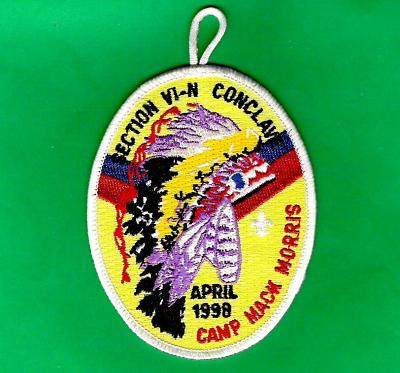 SECTION VI-N CONCLAVE
APRIL
1998
CAMP MACK MORRIS